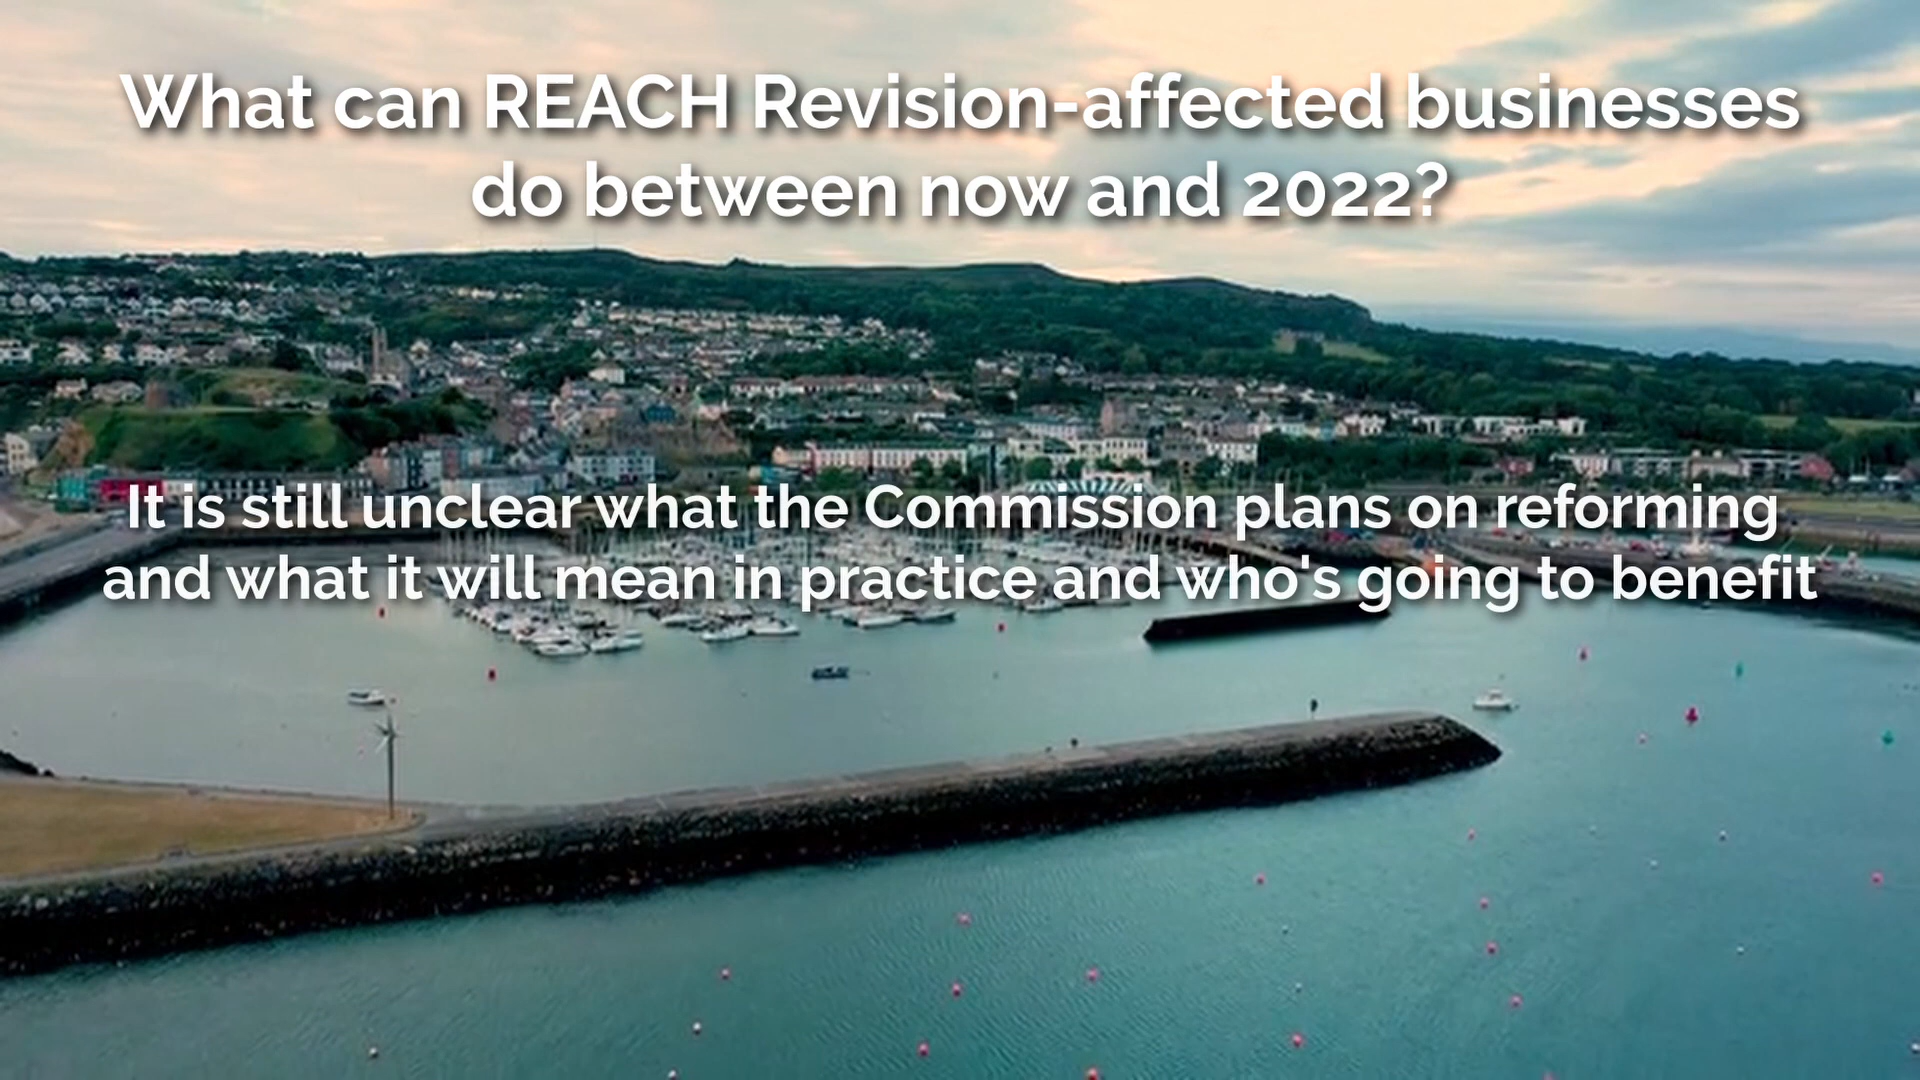 What can REACH Revision-affected businesses
do between now and 2022?
It is still unclear what the Commission plans on reforming
and what it will mean in practice and who's going to benefit